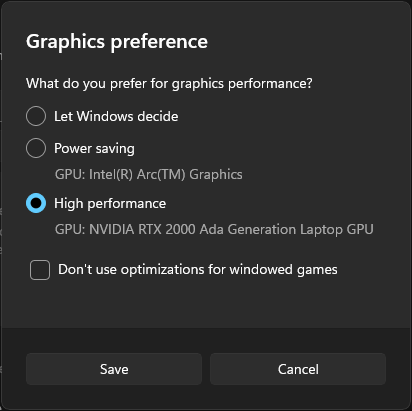 Graphics preference
What do you prefer for graphics performance?
Let Windows decide
Power saving
GPU: Intel(R) Arc(TM) Graphics
High performance
GPU: NVIDIA RTX 2000 Ada Generation Laptop GPU
Don't use optimizations for windowed games
Save Cancel